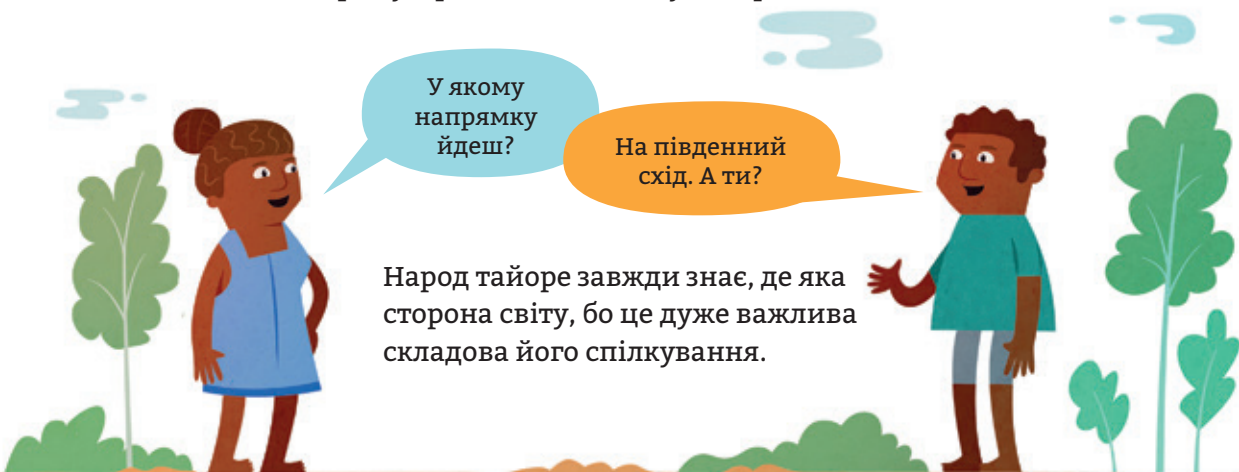 У якому
напрямку
йдеш?
На південний
схід. А ти?
Народ тайоре завжди знає, де яка
сторона світу, бо це дуже важлива
складова його спілкування.